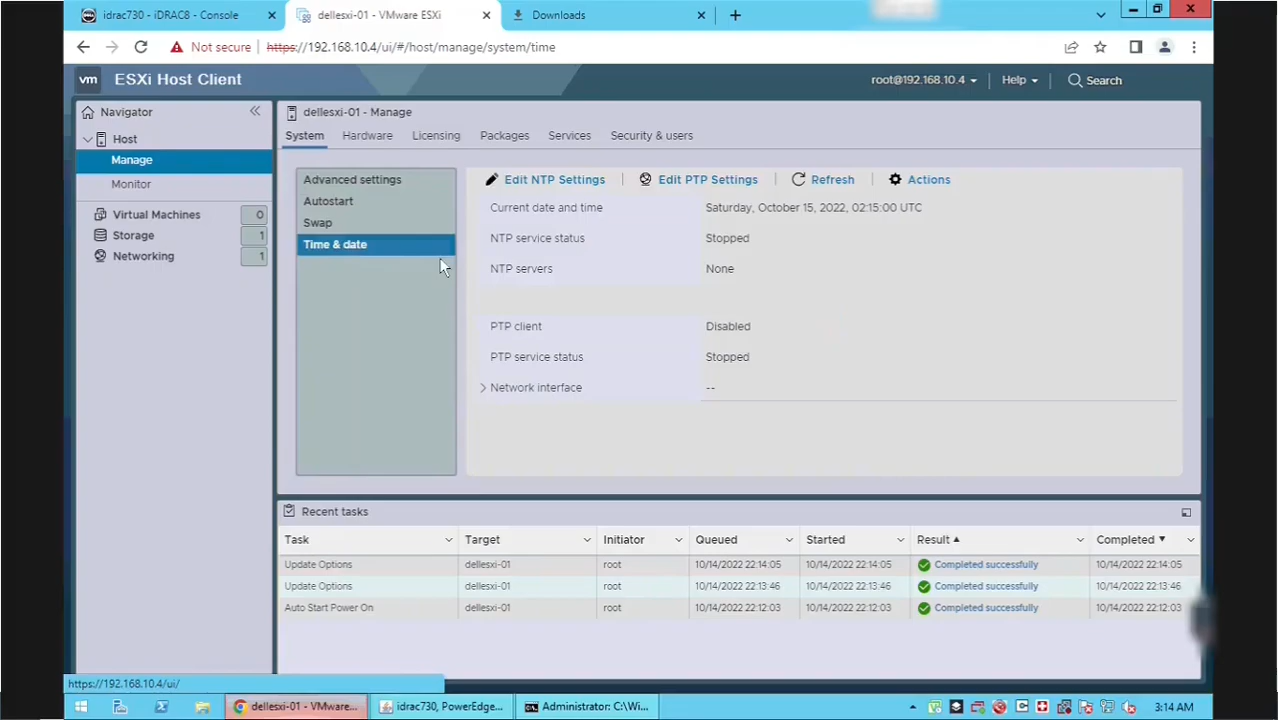 idrac730 - iDRAC8 - Console
dellesxi-01 - VMware ESXi
Downloads
Not secure
https://192.168.10.4/ui/#/host/manage/system/time
vm
ESXi Host Client
root@192.168.10.4
Help
Search
Navigator
Host
Manage
Monitor
Virtual Machines 0
Storage 1
Networking 1
dellesxi-01 - Manage
System Hardware Licensing Packages Services Security & users
Advanced settings
Autostart
Swap
Time & date
Edit NTP Settings
Edit PTP Settings
Refresh
Actions
Current date and time Saturday, October 15, 2022, 02:15:00 UTC
NTP service status Stopped
NTP servers None
PTP client Disabled
PTP service status Stopped
Network interface --
Recent tasks
Task Target Initiator Queued Started Result Completed
Update Options dellesxi-01 root 10/14/2022 22:14:05 10/14/2022 22:14:05 Completed successfully 10/14/2022 22:14:05
Update Options dellesxi-01 root 10/14/2022 22:13:46 10/14/2022 22:13:46 Completed successfully 10/14/2022 22:13:46
Auto Start Power On dellesxi-01 root 10/14/2022 22:12:03 10/14/2022 22:12:03 Completed successfully 10/14/2022 22:12:03
https://192.168.10.4/ui/
dellesxi-01 - VMware...
idrac730, PowerEdge...
Administrator: C:\Wi...
3:14 AM